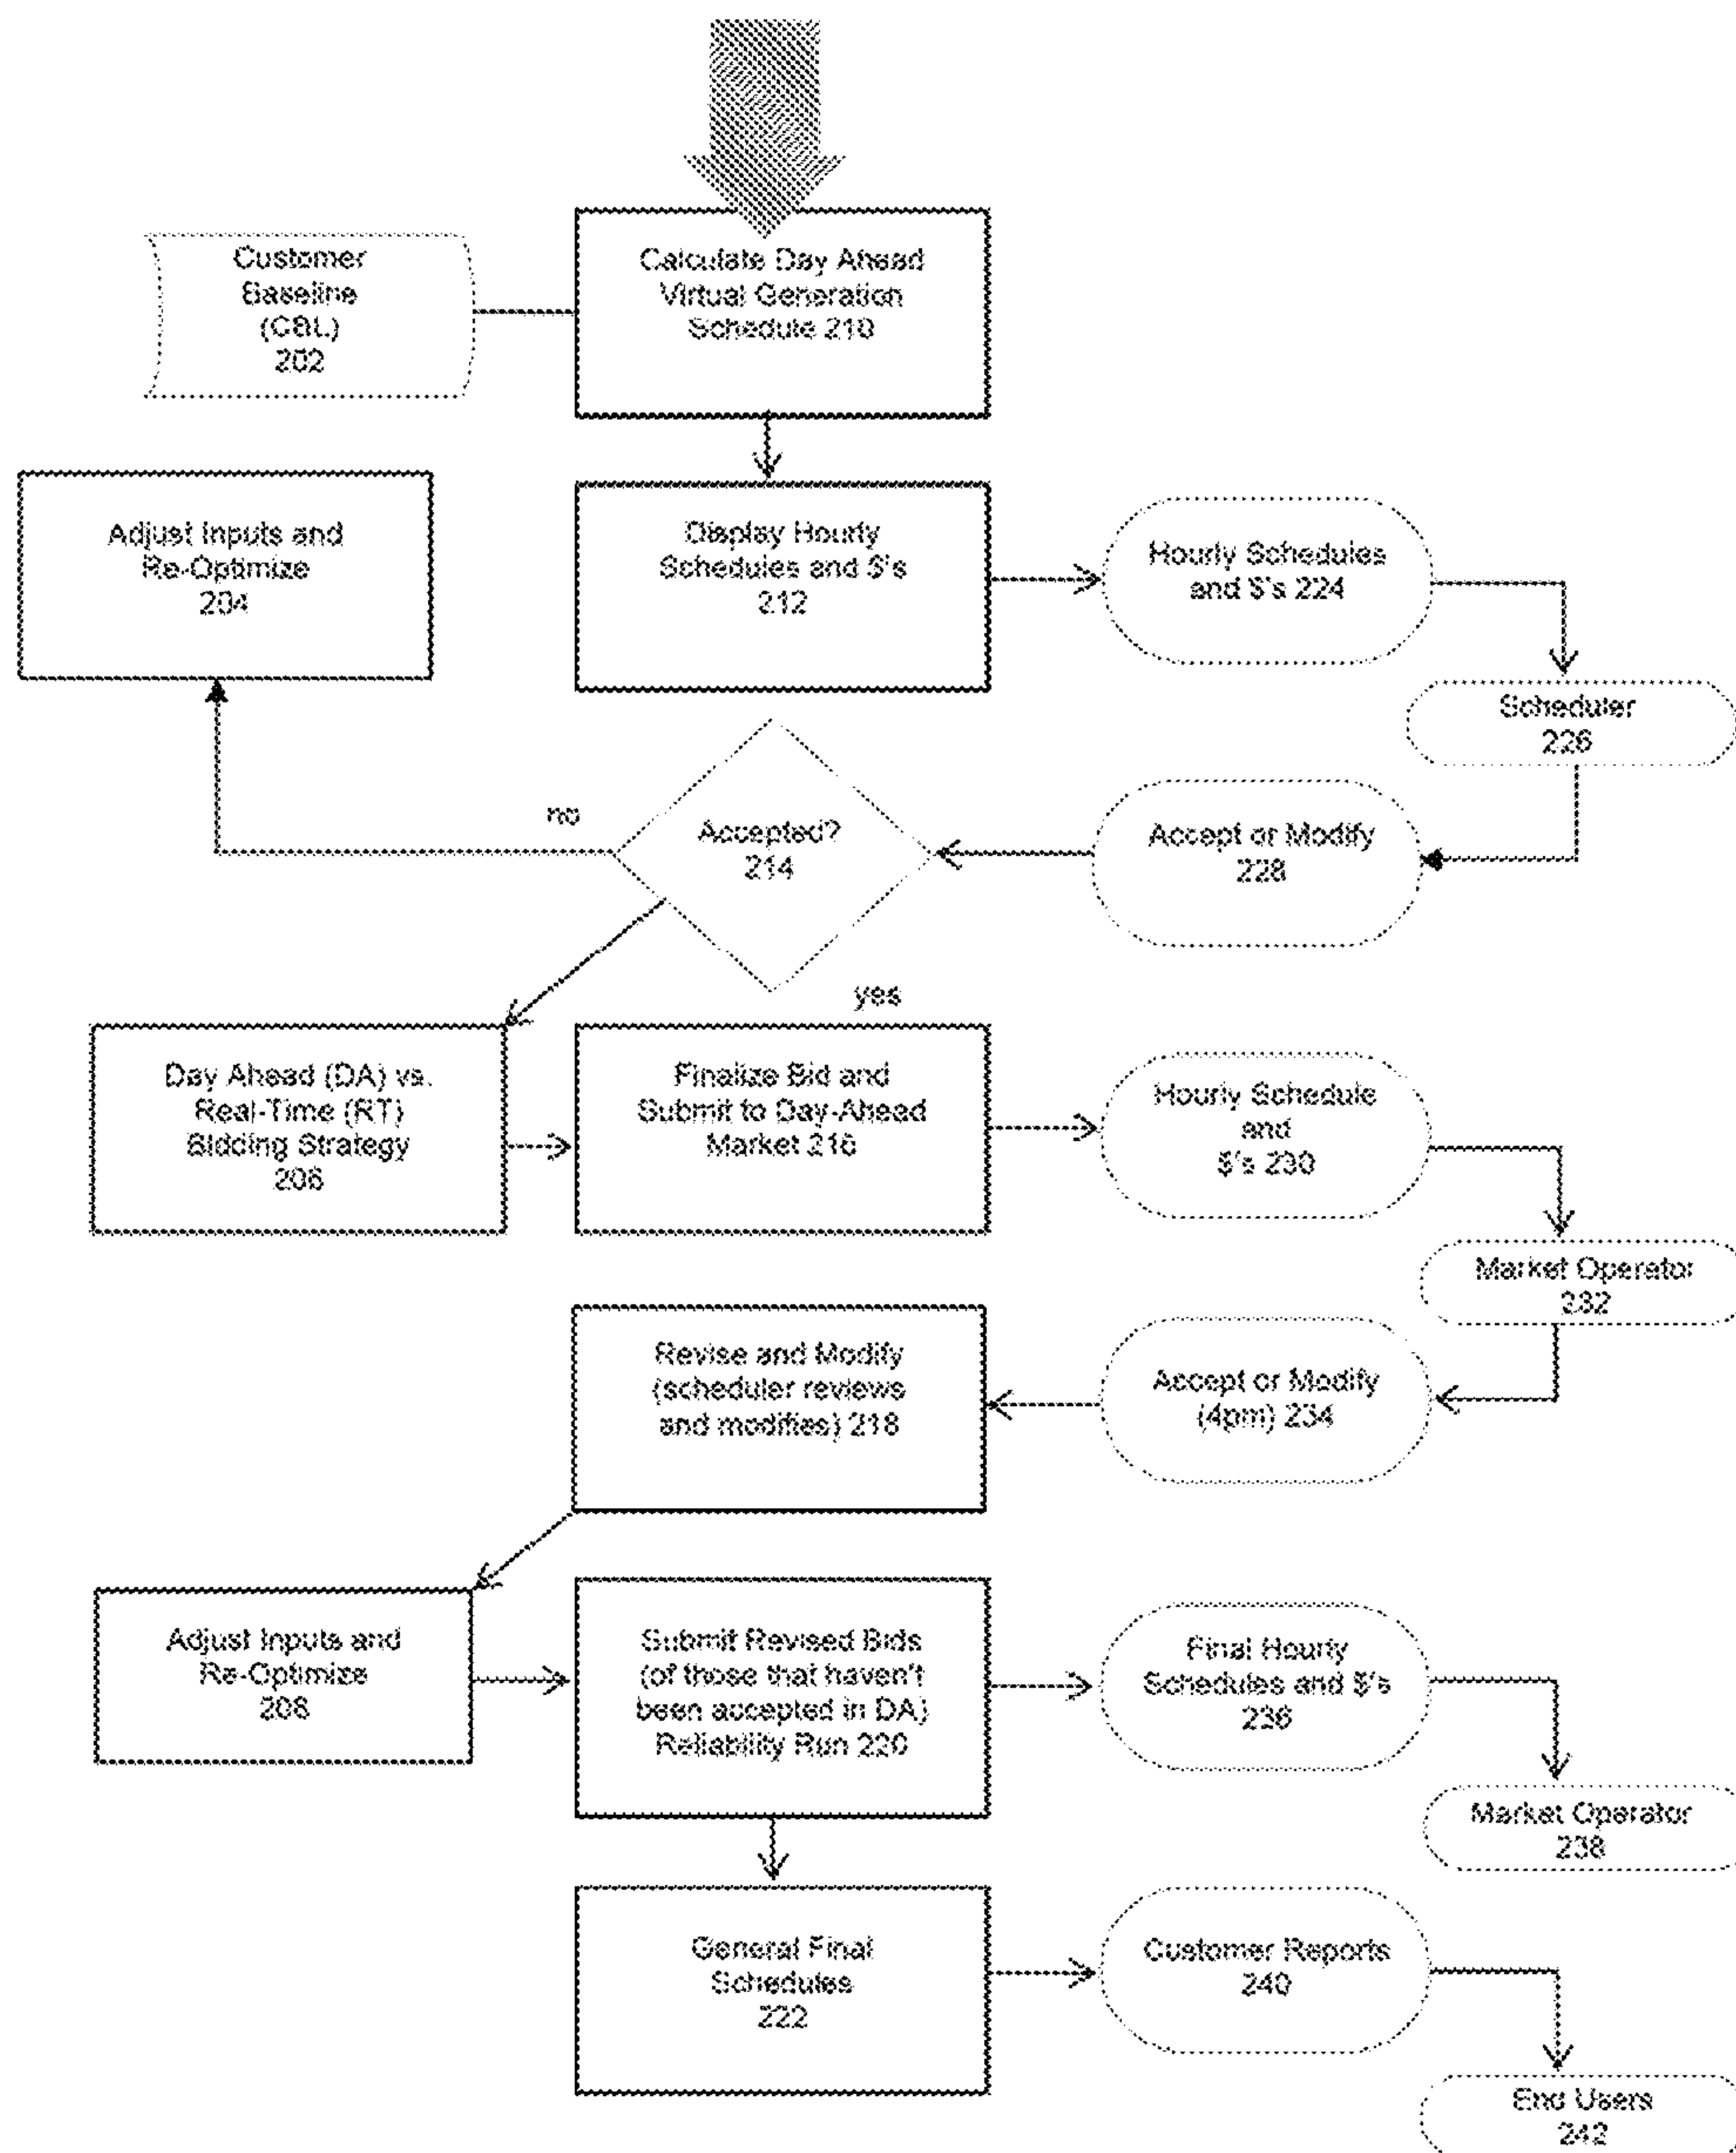 Customer
Baseline
(CBL)
202
Calculate Day Ahead
Virtual Generation
Schedule 210
Adjust Inputs and
Re-Optimize
204
Display Hourly
Schedules and $'s
212
Hourly Schedules
and $'s 224
Scheduler
226
no
Accepted?
214
Accept or Modify
228
yes
Day Ahead (DA) vs.
Real-Time (RT)
Bidding Strategy
206
Finalize Bid and
Submit to Day-Ahead
Market 216
Hourly Schedule
and
$'s 230
Market Operator
232
Revise and Modify
(scheduler reviews
and modifies) 218
Accept or Modify
(4pm) 234
Adjust Inputs and
Re-Optimize
208
Submit Revised Bids
(of those that haven't
been accepted in DA)
Reliability Run 220
Final Hourly
Schedules and $'s
236
Market Operator
238
General Final
Schedules
222
Customer Reports
240
End Users
242